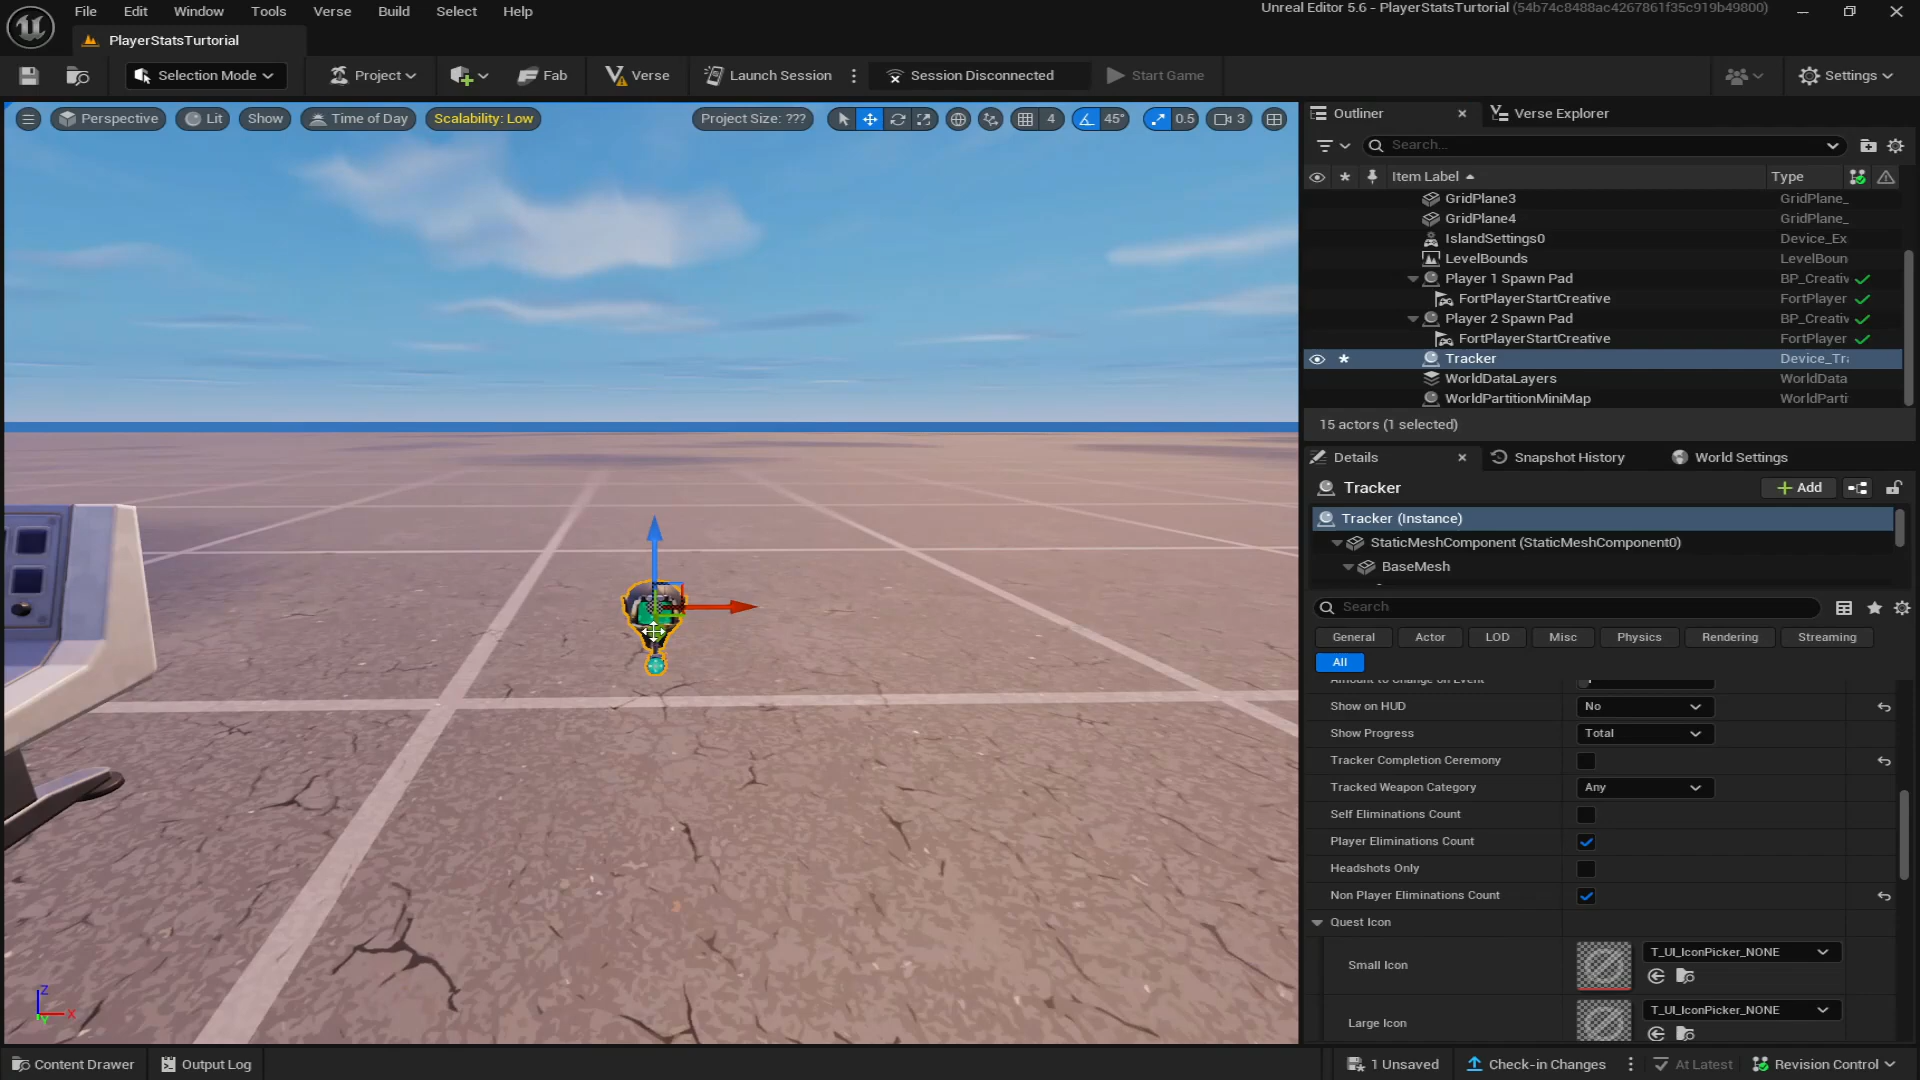 File Edit Window Tools Verse Build Select Help
Unreal Editor 5.6 - PlayerStatsTurtorial (54b74c8488ac4267861f35c919b49800)
PlayerStatsTurtorial
Selection Mode Project Fab Verse Launch Session Session Disconnected Start Game Settings
Perspective Lit Show Time of Day Scalability: Low Project Size: ??? 4 45° 0.5 3
Outliner Verse Explorer
Search...
Item Label Type
GridPlane3 GridPlane_
GridPlane4 GridPlane_
IslandSettings0 Device_Ex
LevelBounds LevelBoun
Player 1 Spawn Pad BP_Creativ
FortPlayerStartCreative FortPlayer
Player 2 Spawn Pad BP_Creativ
FortPlayerStartCreative FortPlayer
Tracker Device_Tra
WorldDataLayers WorldData
WorldPartitionMiniMap WorldParti
15 actors (1 selected)
Details Snapshot History World Settings
Tracker Add
Tracker (Instance)
StaticMeshComponent (StaticMeshComponent0)
BaseMesh
Search
General Actor LOD Misc Physics Rendering Streaming
All
Amount to Change on Event
Show on HUD No
Show Progress Total
Tracker Completion Ceremony
Tracked Weapon Category Any
Self Eliminations Count
Player Eliminations Count
Headshots Only
Non Player Eliminations Count
Quest Icon
Small Icon T_UI_IconPicker_NONE
Large Icon T_UI_IconPicker_NONE
Z
X
Y
Content Drawer Output Log 1 Unsaved Check-in Changes At Latest Revision Control